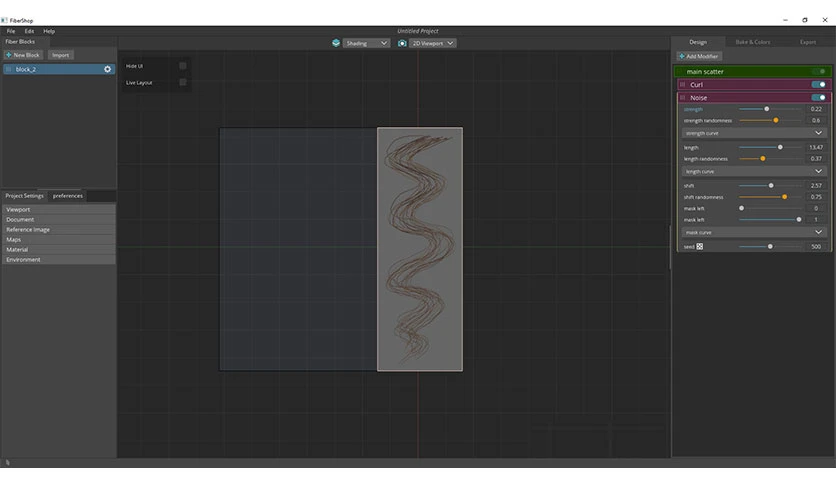 FiberShop
File Edit Help
Untitled Project
Fiber Blocks
New Block Import
block_2
Shading 2D Viewport
Hide UI
Live Layout
Design Bake & Colors Export
Add Modifier
main scatter
Curl
Noise
strength 0.22
strength randomness 0.6
strength curve
length 13.47
length randomness 0.37
length curve
shift 2.57
shift randomness 0.75
mask left 0
mask left 1
mask curve
seed 500
Project Settings preferences
Viewport
Document
Reference Image
Maps
Material
Environment